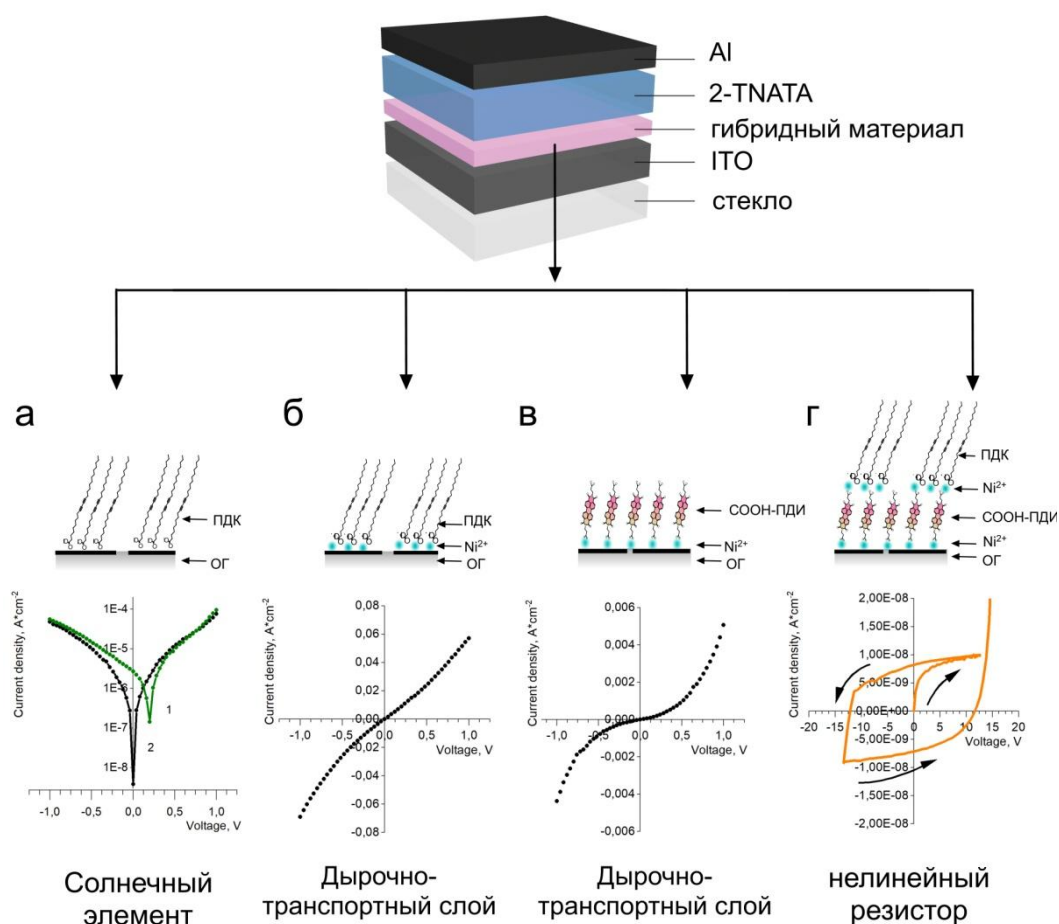 Al
2-TNATA
гибридный материал
ITO
стекло
а
б
в
г
ПДК
ОГ
ПДК
Ni2+
ОГ
COOH-ПДИ
Ni2+
ОГ
ПДК
Ni2+
COOH-ПДИ
Ni2+
ОГ
Current density, A*cm-2
1E-4
1E-5
1E-6
1E-7
1E-8
1
2
-1,0
-0,5
0,0
0,5
1,0
Voltage, V
Current density, A*cm-2
0,08
0,06
0,04
0,02
0,00
-0,02
-0,04
-0,06
-0,08
-1,0
-0,5
0,0
0,5
1,0
Voltage, V
Current density, A*cm-2
0,006
0,004
0,002
0,000
-0,002
-0,004
-0,006
-1,0
-0,5
0,0
0,5
1,0
Voltage, V
Current density, A*cm-2
2,00E-08
1,50E-08
1,00E-08
5,00E-09
0,00E+00
-5,00E-09
-1,00E-08
-1,50E-08
-2,00E-08
-20
-15
-10
-5
0
5
10
15
20
Voltage, V
Солнечный
элемент
Дырочно-
транспортный слой
Дырочно-
транспортный слой
нелинейный
резистор